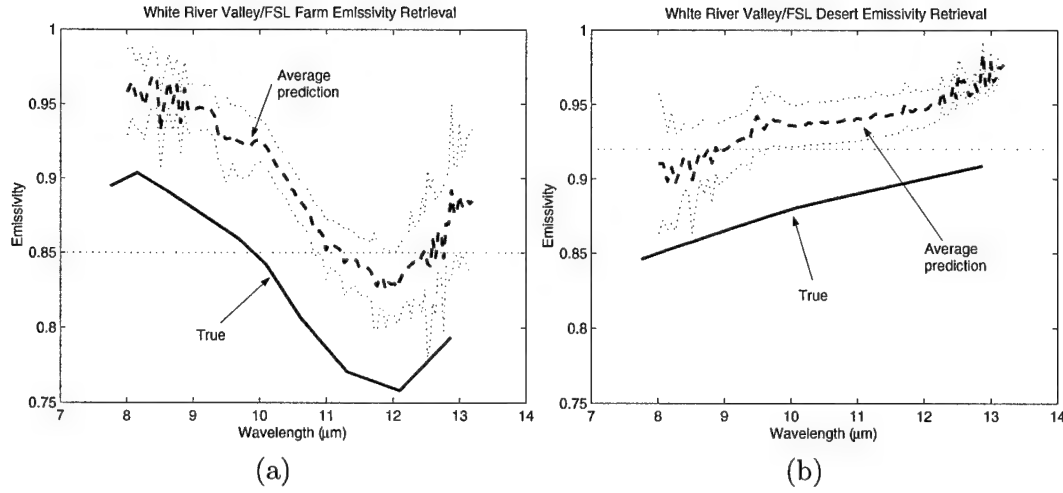 White River Valley/FSL Farm Emissivity Retrieval
1
0.95
0.9
0.85
0.8
0.75
Emissivity
Average
prediction
True
7 8 9 10 11 12 13 14
Wavelength (μm)
(a)
White River Valley/FSL Desert Emissivity Retrieval
1
0.95
0.9
0.85
0.8
0.75
Emissivity
Average
prediction
True
7 8 9 10 11 12 13 14
Wavelength (μm)
(b)